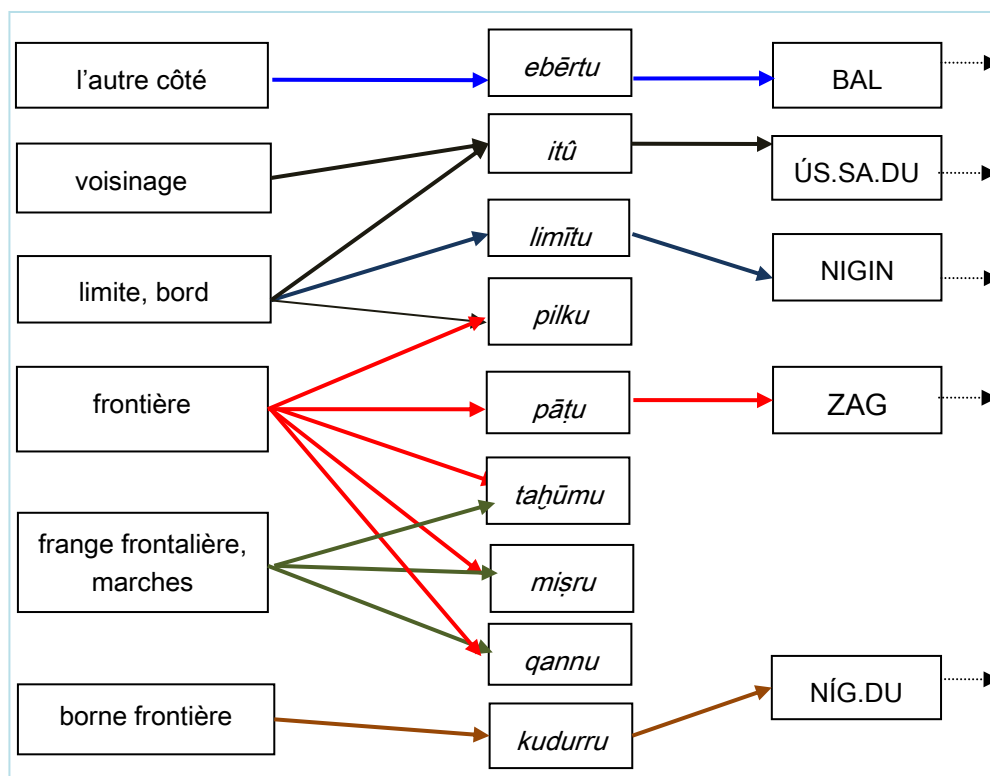 l'autre côté
ebērtu
BAL
voisinage
itû
ÚS.SA.DU
limite, bord
limītu
NIGIN
pilku
frontière
pāṭu
ZAG
taḫūmu
frange frontalière,
marches
miṣru
qannu
borne frontière
kudurru
NÍG.DU